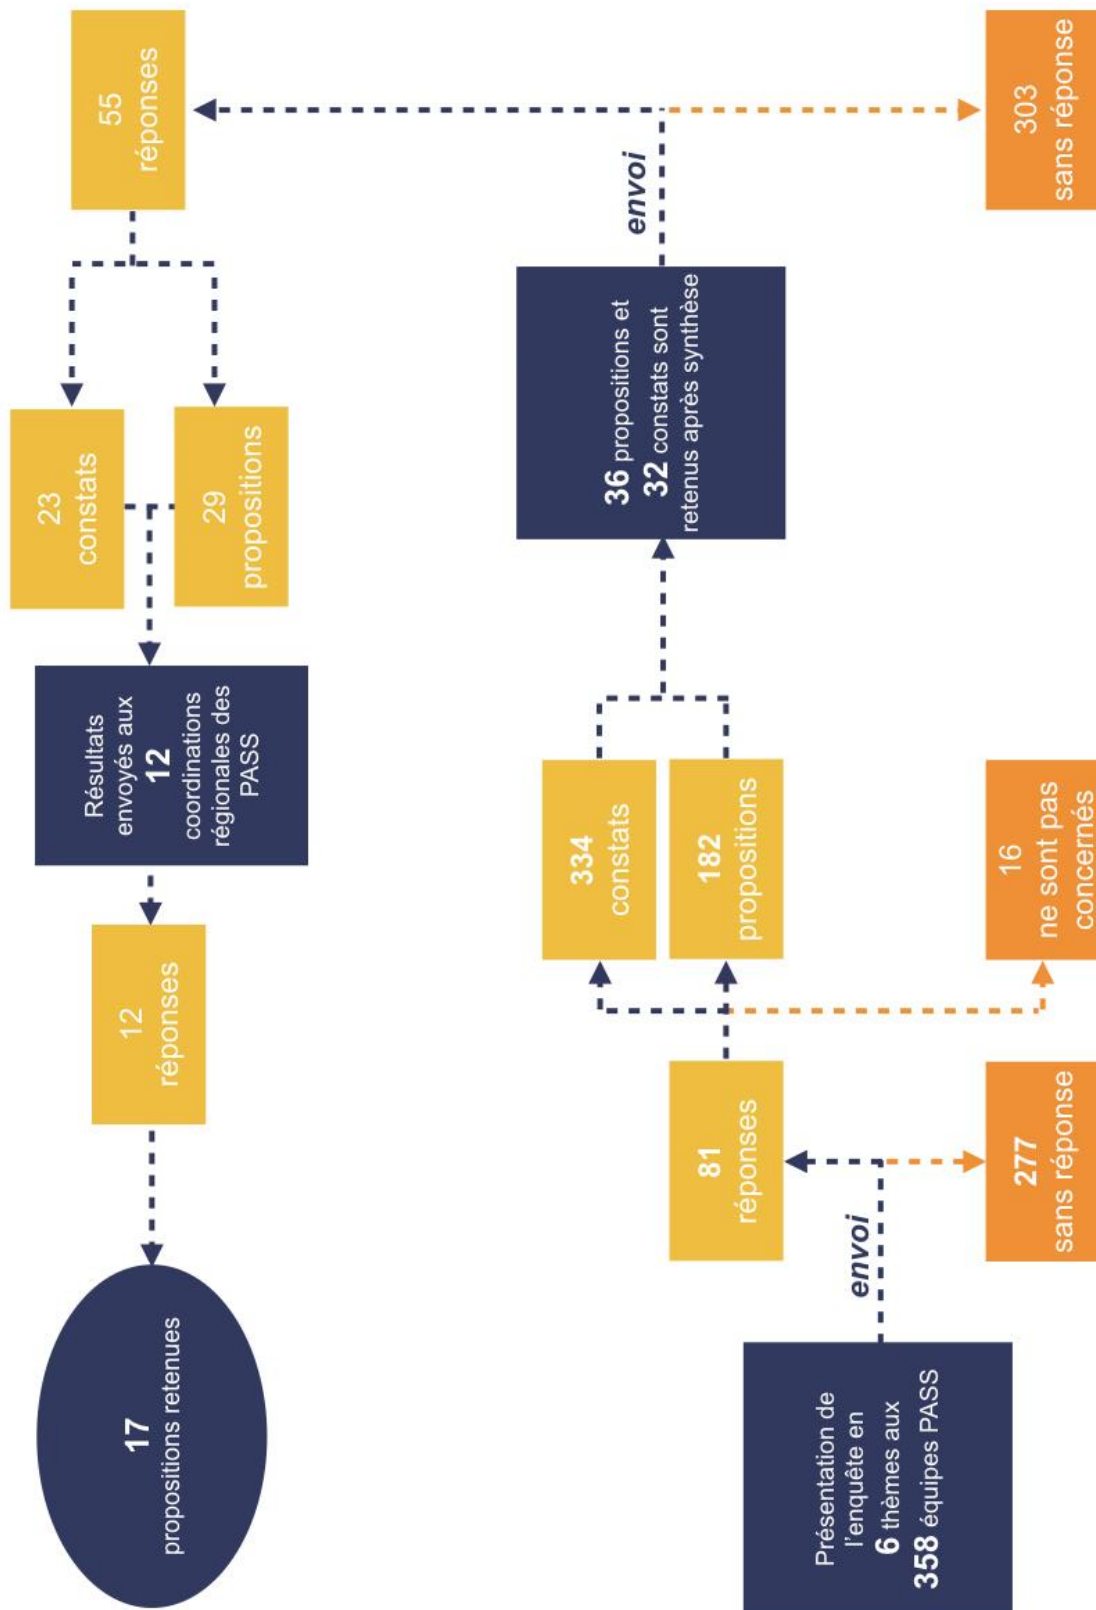 Présentation de
l'enquête en
6 thèmes aux
358 équipes PASS
envoi
81
réponses
277
sans réponse
334
constats
182
propositions
16
ne sont pas
concernés
36 propositions et
32 constats sont
retenus après synthèse
envoi
55
réponses
303
sans réponse
23
constats
29
propositions
Résultats
envoyés aux
12
coordinations
régionales des
PASS
12
réponses
17
propositions retenues